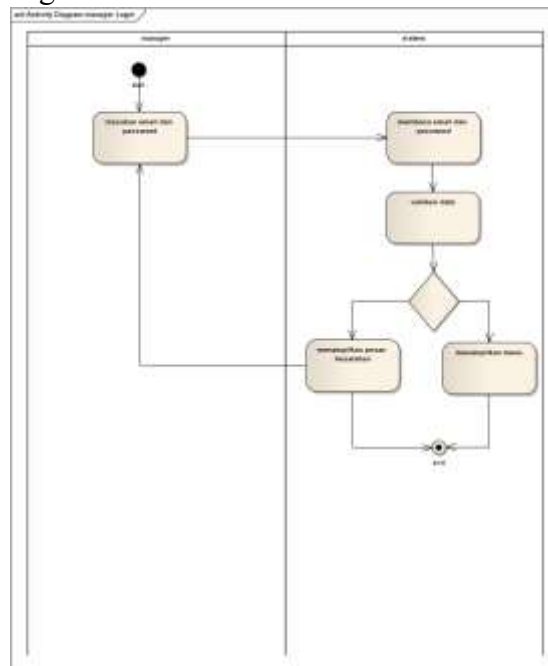 act Activity Diagram manager Login
manager
sistem
start
masukan email dan
password
membaca email dan
password
validasi data
menampilkan pesan
kesalahan
menampilkan menu
end